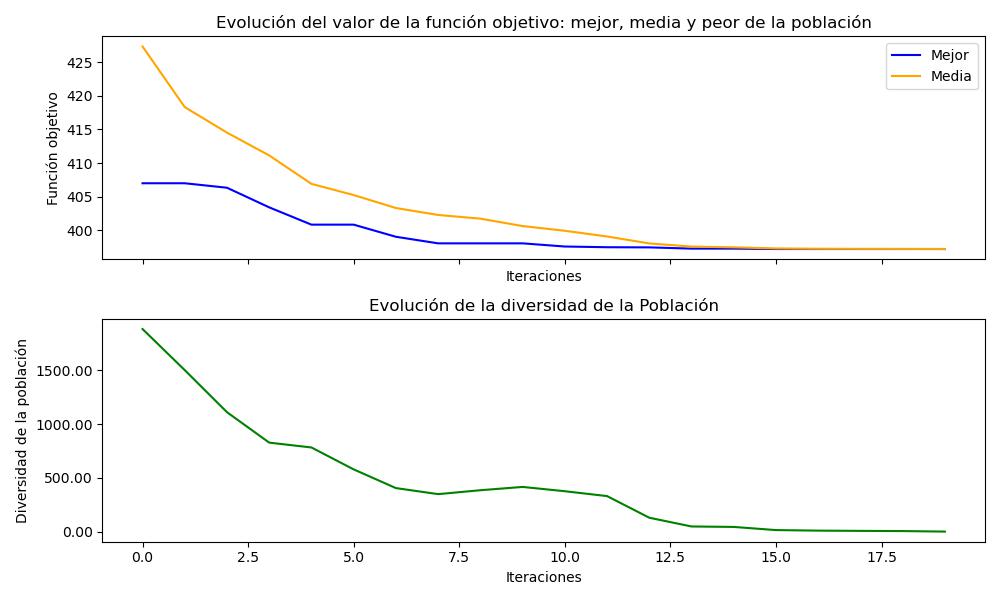 Evolución del valor de la función objetivo: mejor, media y peor de la población
Función objetivo
425
420
415
410
405
400
Mejor
Media
Iteraciones
Evolución de la diversidad de la Población
Diversidad de la población
1500.00
1000.00
500.00
0.00
0.0 2.5 5.0 7.5 10.0 12.5 15.0 17.5
Iteraciones